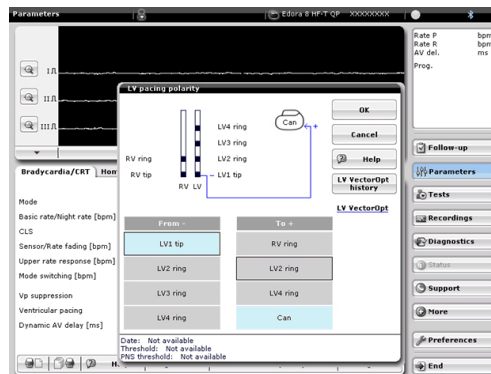 Parameters
Edora 8 HF-T QP XXXXXXXX
Rate P bpm
Rate R bpm
AV del. ms
Prog.
I
II
III
LV pacing polarity
LV4 ring
LV3 ring
RV ring LV2 ring
RV tip LV1 tip
RV LV
Can
- +
OK
Cancel
Help
LV VectorOpt
history
LV VectorOpt
From - To +
LV1 tip RV ring
LV2 ring LV2 ring
LV3 ring LV4 ring
LV4 ring Can
Date: Not available
Threshold: Not available
PNS threshold: Not available
Bradycardia/CRT
Mode
Basic rate/Night rate [bpm]
CLS
Sensor/Rate fading [bpm]
Upper rate response [bpm]
Mode switching [bpm]
Vp suppression
Ventricular pacing
Dynamic AV delay [ms]
Follow-up
Parameters
Tests
Recordings
Diagnostics
Status
Support
More
Preferences
End